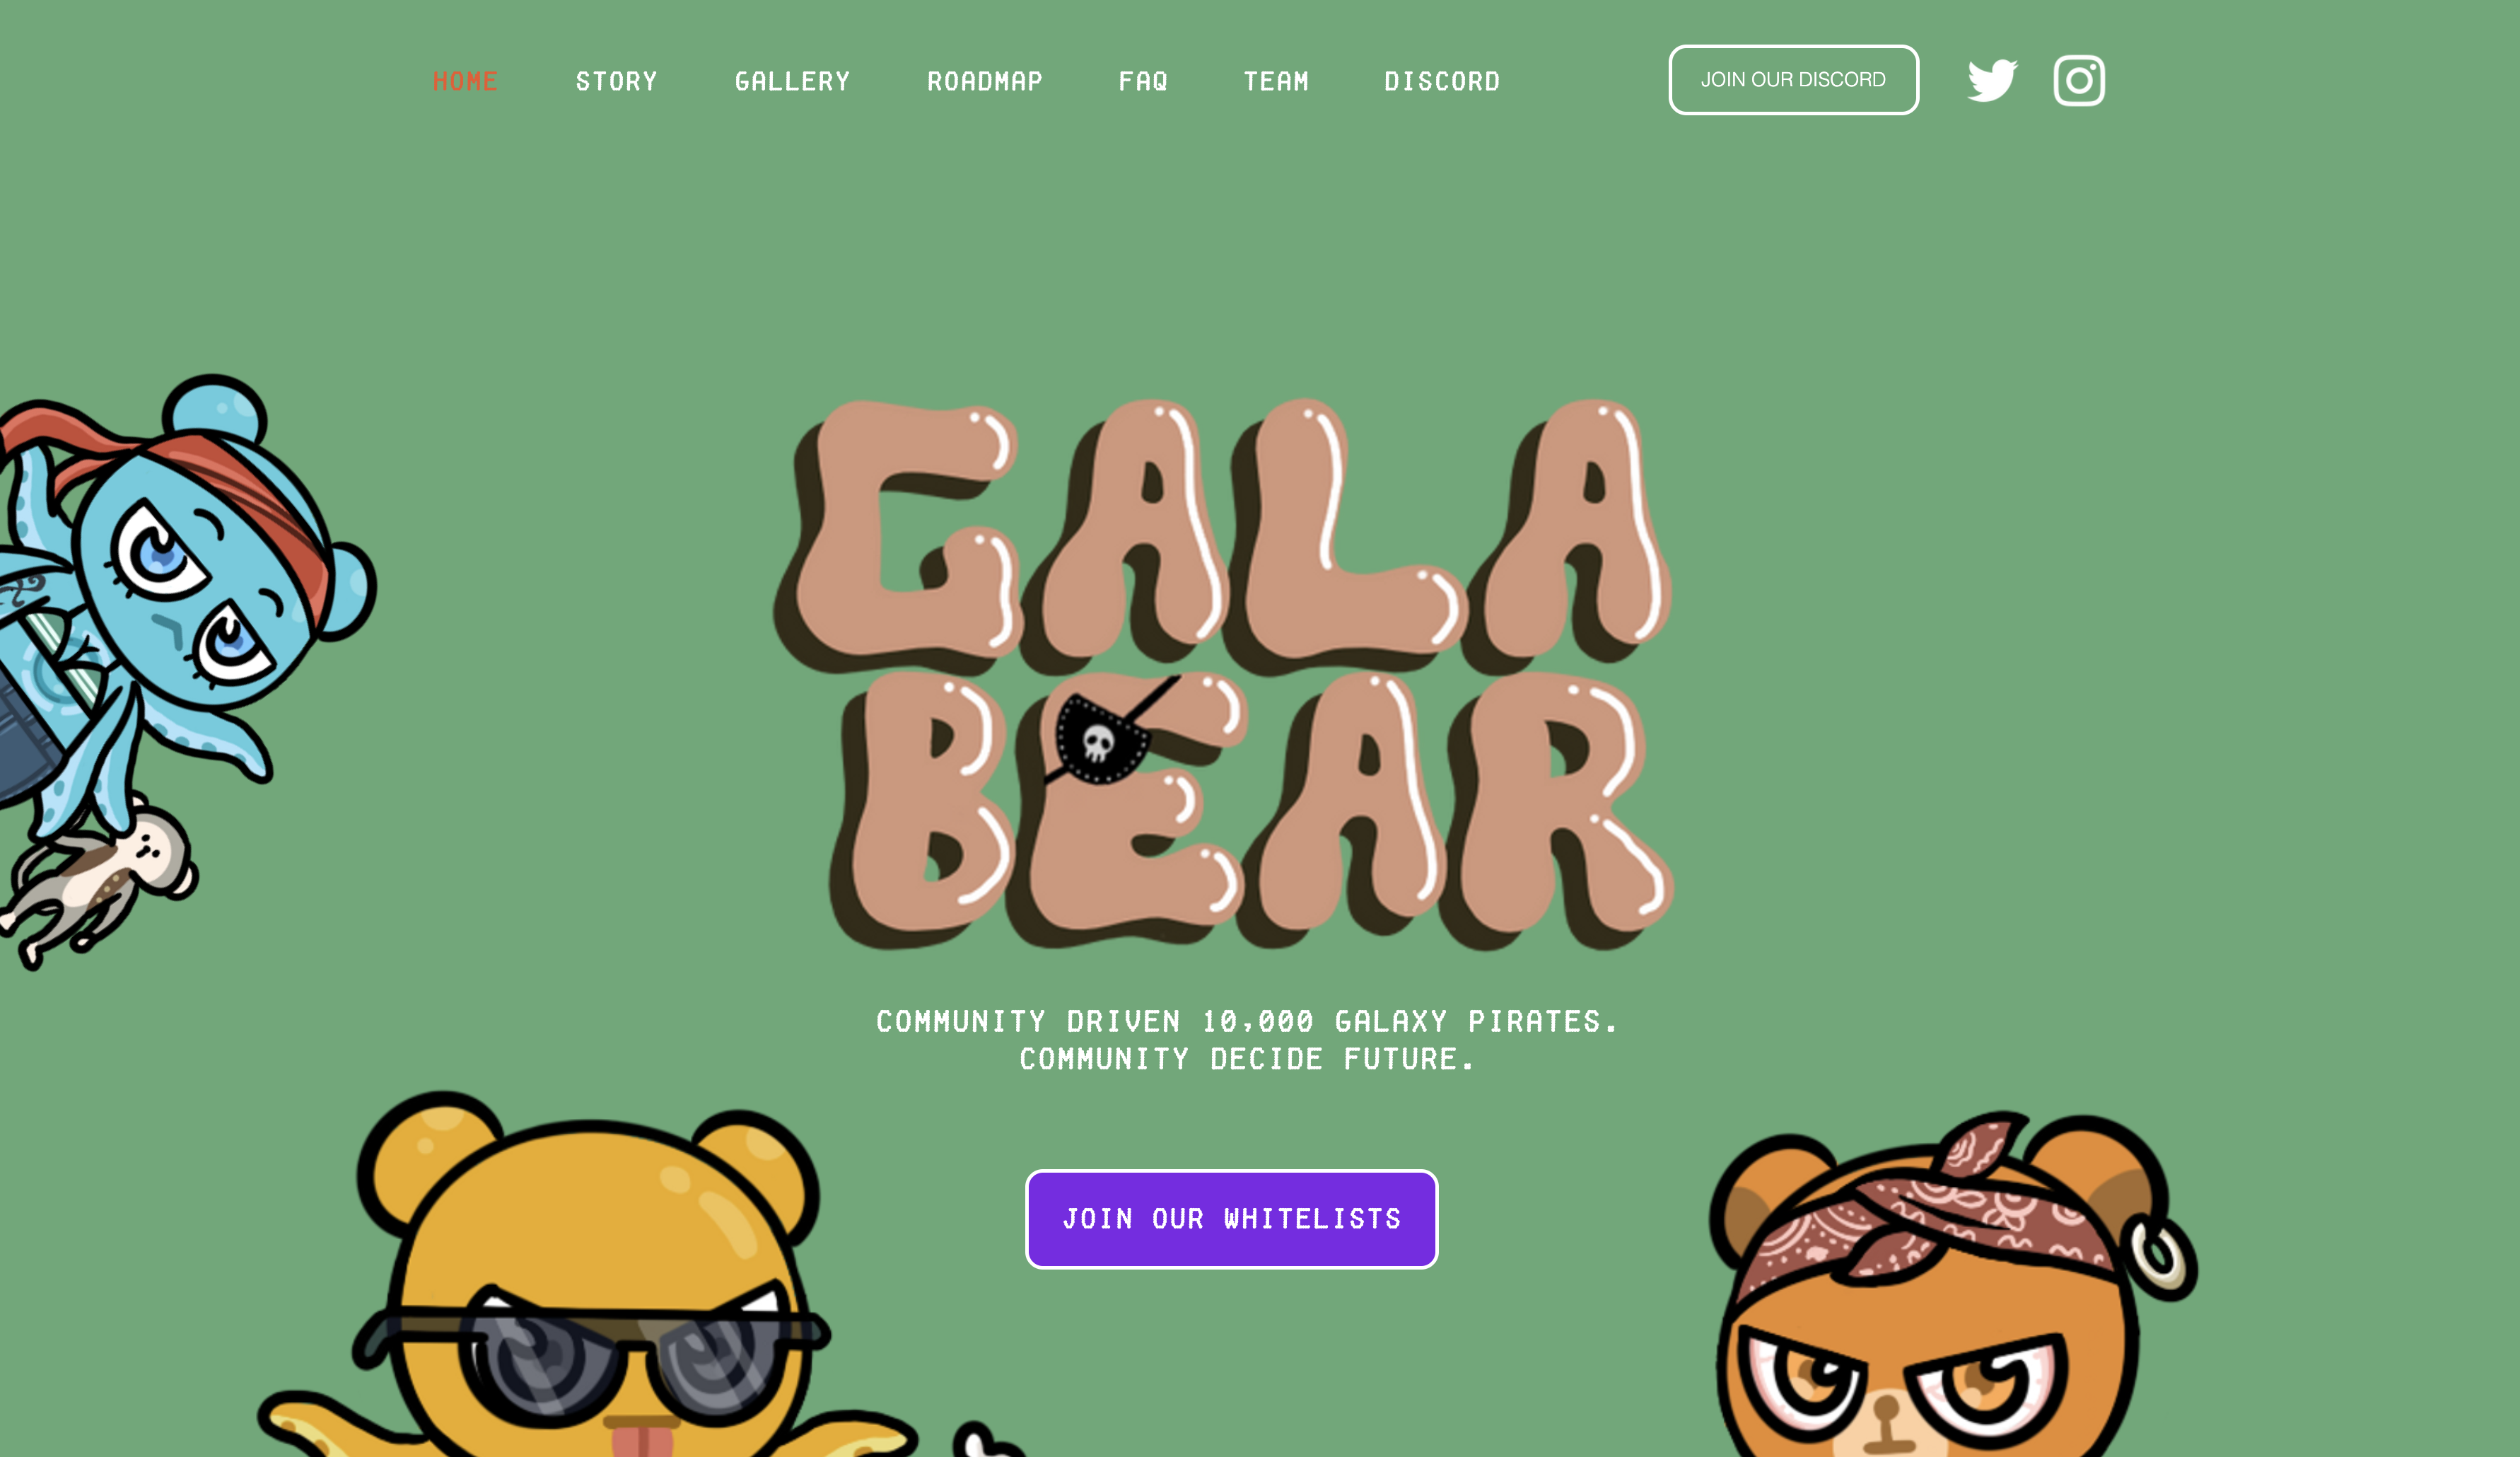 HOME STORY GALLERY ROADMAP FAQ TEAM DISCORD JOIN OUR DISCORD
GALA
BEAR
COMMUNITY DRIVEN 10,000 GALAXY PIRATES.
COMMUNITY DECIDE FUTURE.
JOIN OUR WHITELISTS